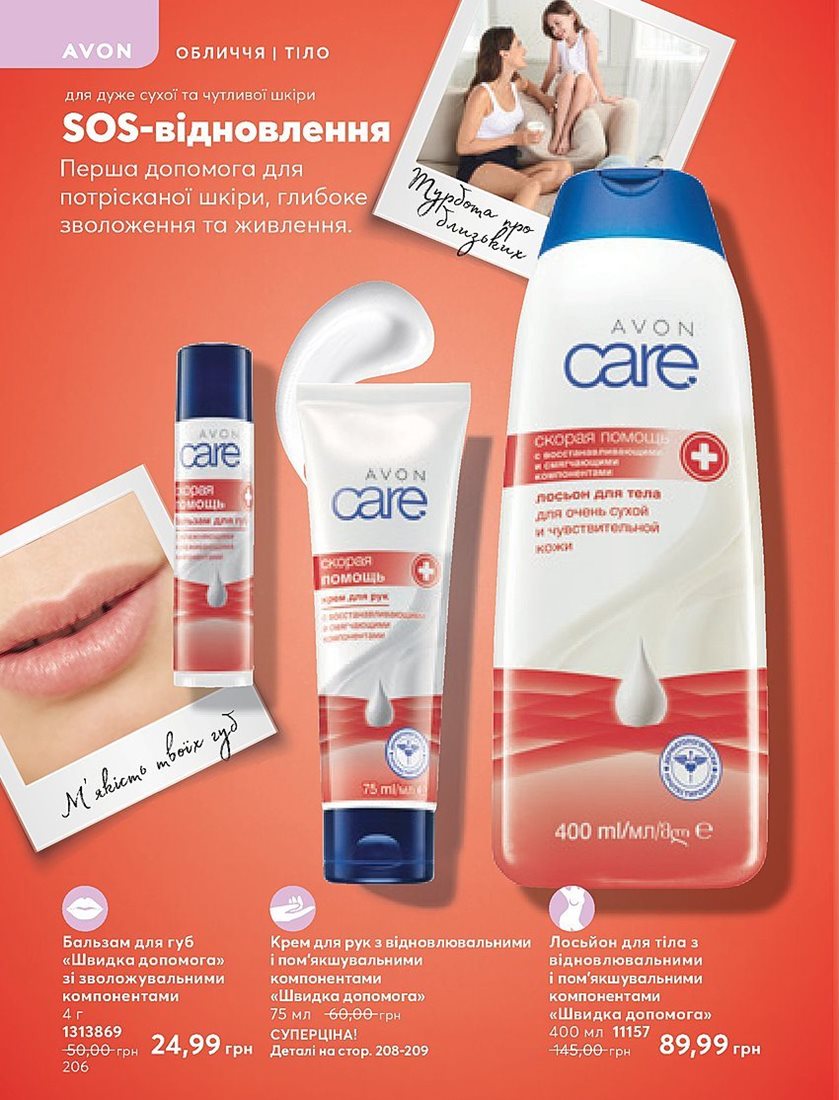 AVON
ОБЛИЧЧЯ | ТІЛО
для дуже сухої та чутливої шкіри
SOS-відновлення
Перша допомога для
потрісканої шкіри, глибоке
зволоження та живлення.
Турбота про
близьких
AVON
care
скорая помощь
с восстанавливающими
и смягчающими
компонентами
лосьон для тела
для очень сухой
и чувствительной
кожи
400 ml/мл/მლ e
AVON
care
скорая
помощь
бальзам для губ
AVON
care
скорая
помощь
крем для рук
с восстанавливающими
и смягчающими
компонентами
75 ml/мл
М'якість твоїх губ
Бальзам для губ
«Швидка допомога»
зі зволожувальними
компонентами
4 г
1313869
50,00 грн 24,99 грн
Крем для рук з відновлювальними
і пом'якшувальними
компонентами
«Швидка допомога»
75 мл 60,00 грн
СУПЕРЦІНА!
Деталі на стор. 208-209
Лосьйон для тіла з
відновлювальними
і пом'якшувальними
компонентами
«Швидка допомога»
400 мл 11157
145,00 грн 89,99 грн
206